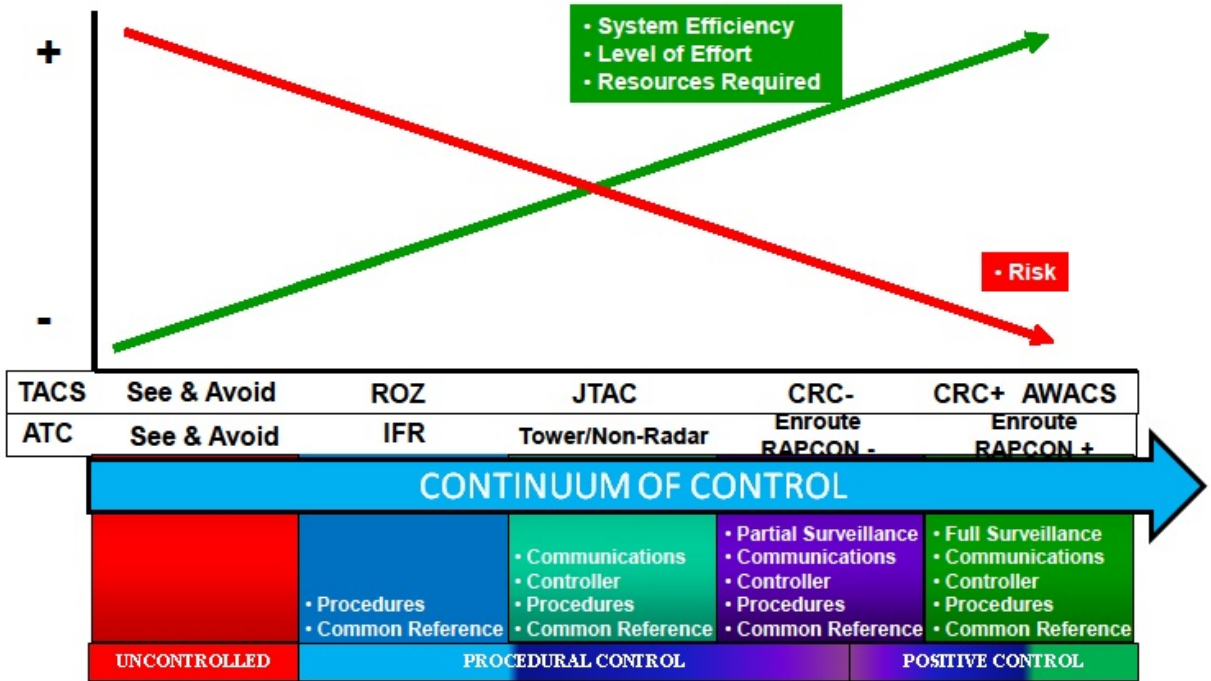 +
• System Efficiency
• Level of Effort
• Resources Required
• Risk
-
TACS See & Avoid ROZ JTAC CRC- CRC+ AWACS
ATC See & Avoid IFR Tower/Non-Radar Enroute RAPCON - Enroute RAPCON +
CONTINUUM OF CONTROL
• Procedures
• Common Reference
• Communications
• Controller
• Procedures
• Common Reference
• Partial Surveillance
• Communications
• Controller
• Procedures
• Common Reference
• Full Surveillance
• Communications
• Controller
• Procedures
• Common Reference
UNCONTROLLED PROCEDURAL CONTROL POSITIVE CONTROL